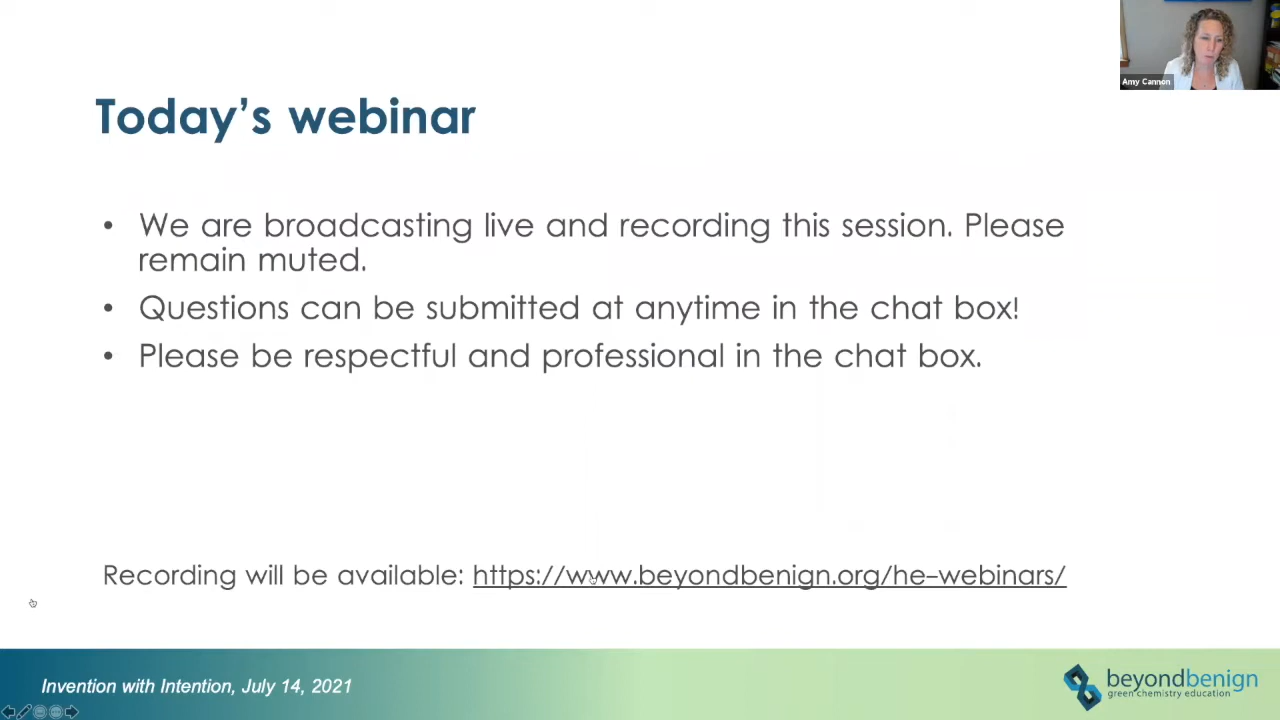 Amy Cannon
Today's webinar
• We are broadcasting live and recording this session. Please
remain muted.
• Questions can be submitted at anytime in the chat box!
• Please be respectful and professional in the chat box.
Recording will be available: https://www.beyondbenign.org/he-webinars/
Invention with Intention, July 14, 2021
beyondbenign
green chemistry education